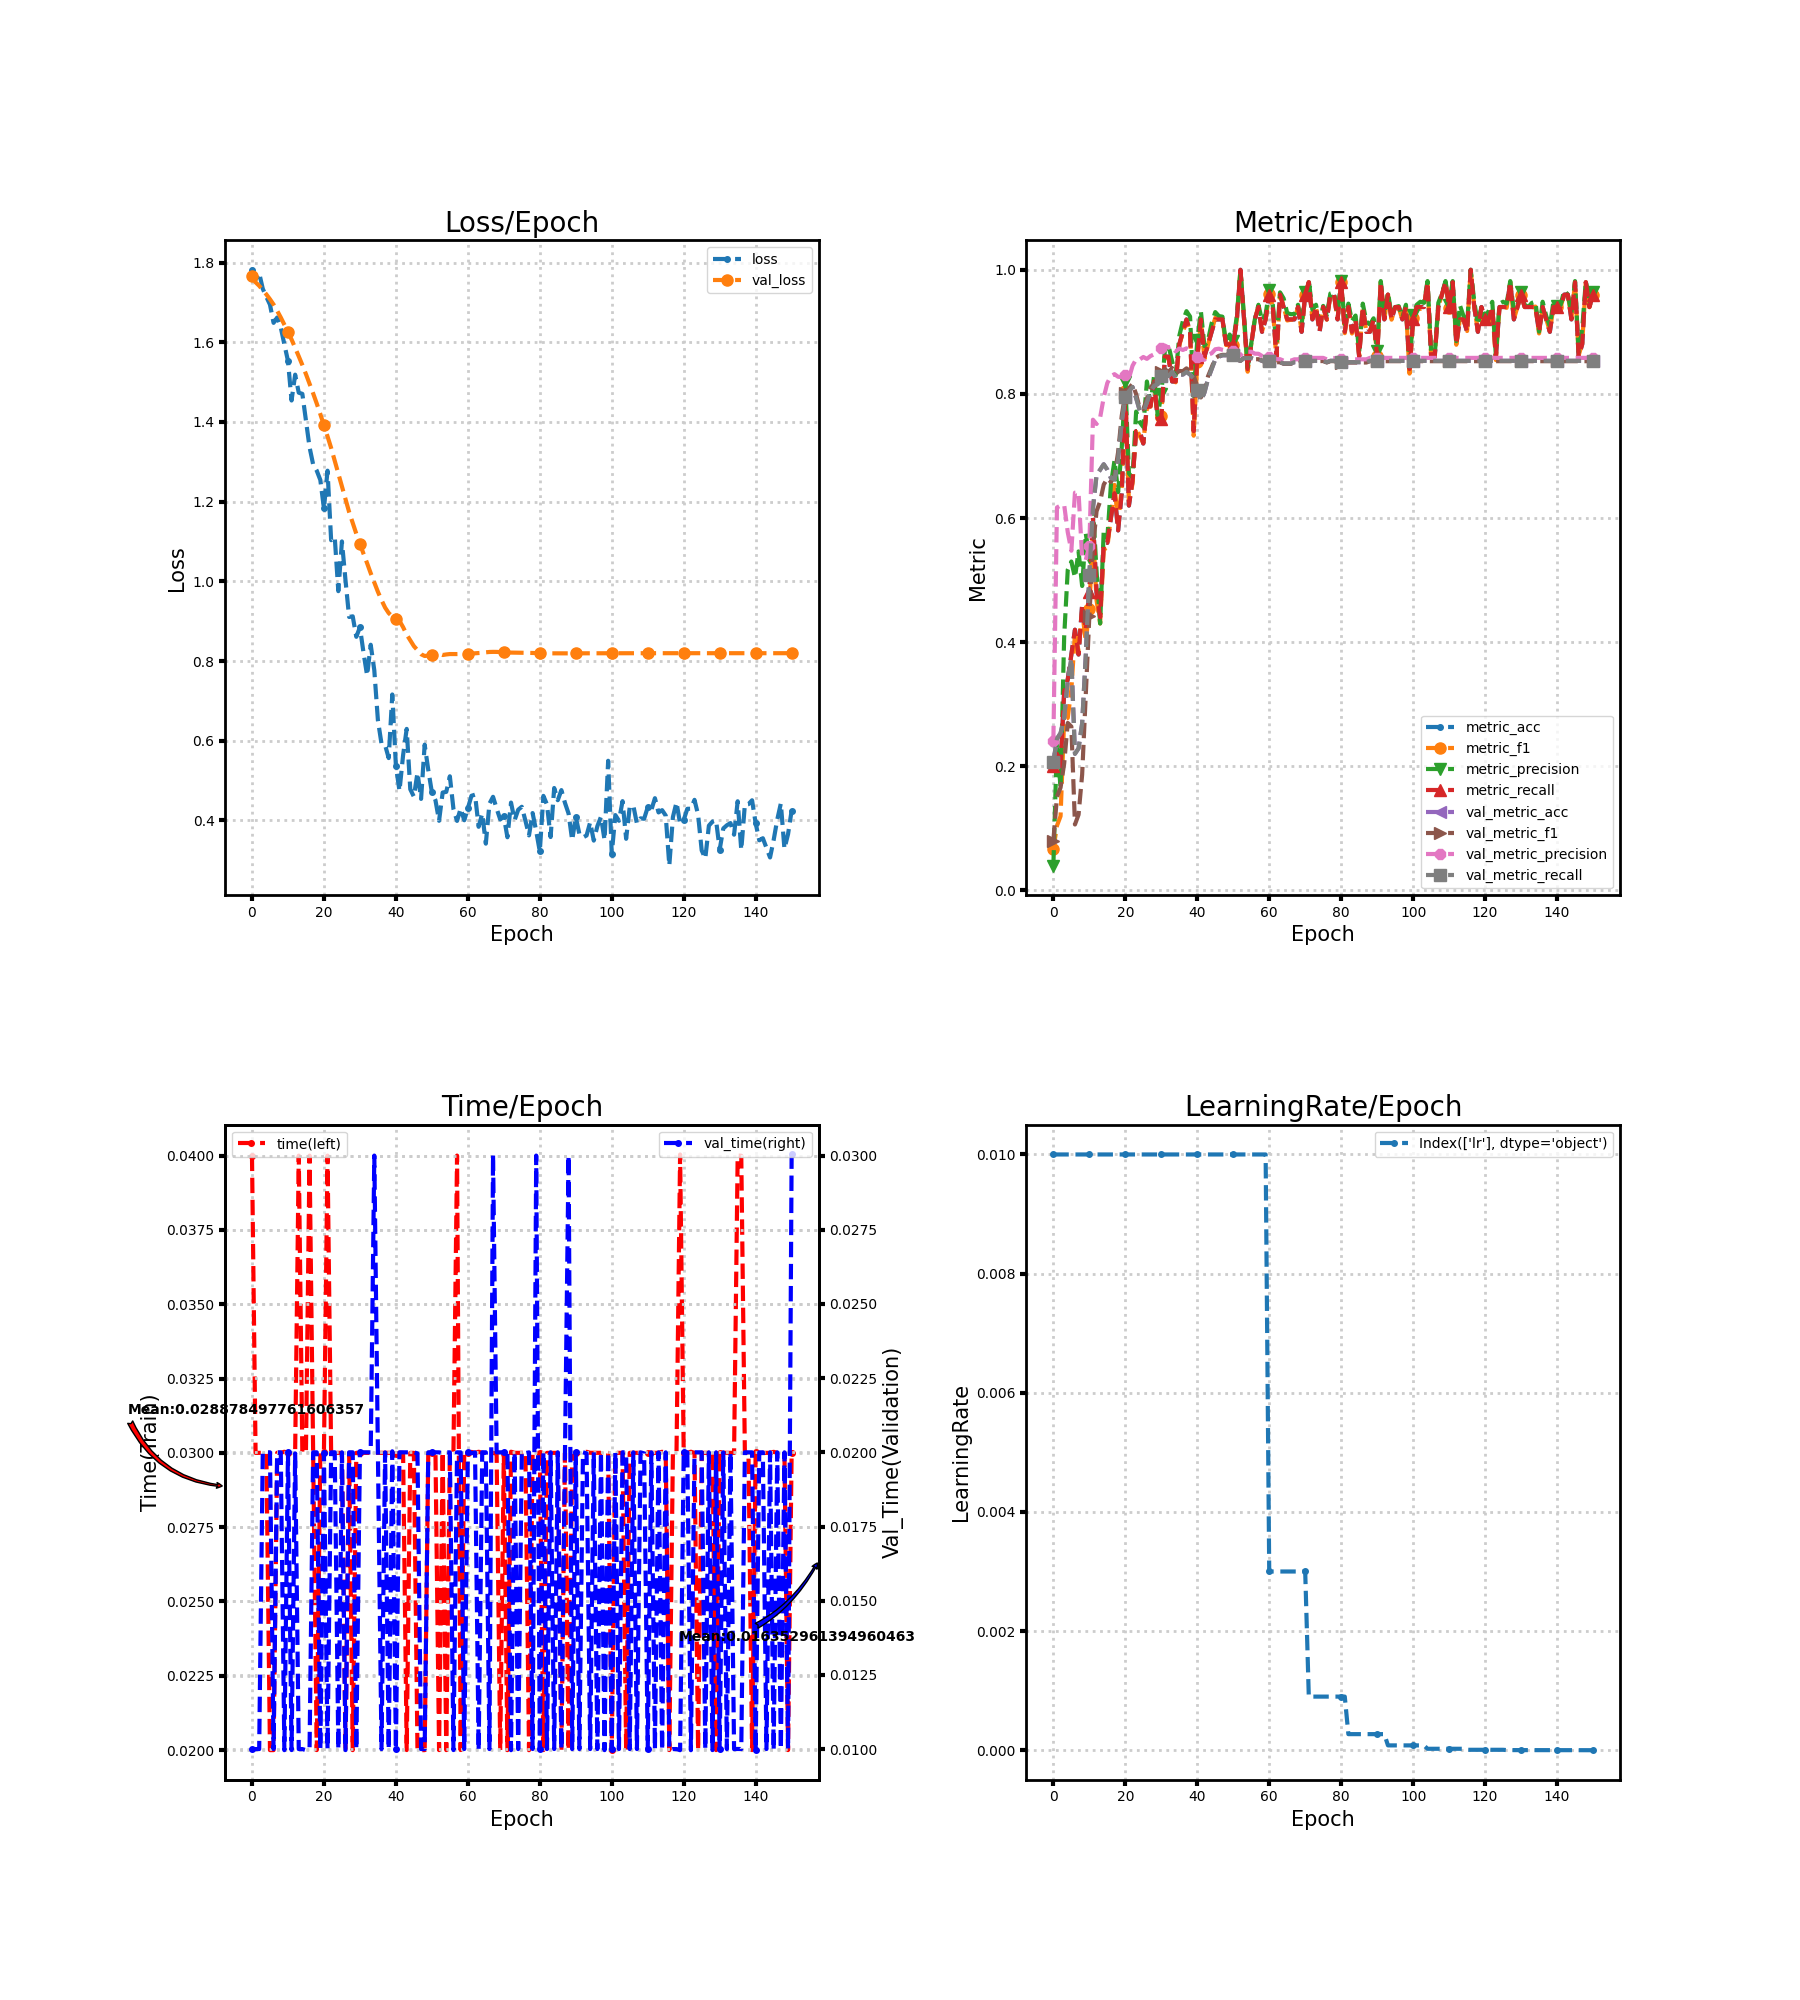 Loss/Epoch
1.8
1.6
1.4
1.2
1.0
0.8
0.6
0.4
Loss
loss
val_loss
0 20 40 60 80 100 120 140
Epoch
Metric/Epoch
1.0
0.8
0.6
0.4
0.2
0.0
Metric
metric_acc
metric_f1
metric_precision
metric_recall
val_metric_acc
val_metric_f1
val_metric_precision
val_metric_recall
0 20 40 60 80 100 120 140
Epoch
Time/Epoch
time(left)
val_time(right)
0.0400
0.0375
0.0350
0.0325
0.0300
0.0275
0.0250
0.0225
0.0200
Time(Train)
Mean:0.028878497761606357
0.0300
0.0275
0.0250
0.0225
0.0200
0.0175
0.0150
0.0125
0.0100
Val_Time(Validation)
Mean:0.016352961394960463
0 20 40 60 80 100 120 140
Epoch
LearningRate/Epoch
Index(['lr'], dtype='object')
0.010
0.008
0.006
0.004
0.002
0.000
LearningRate
0 20 40 60 80 100 120 140
Epoch